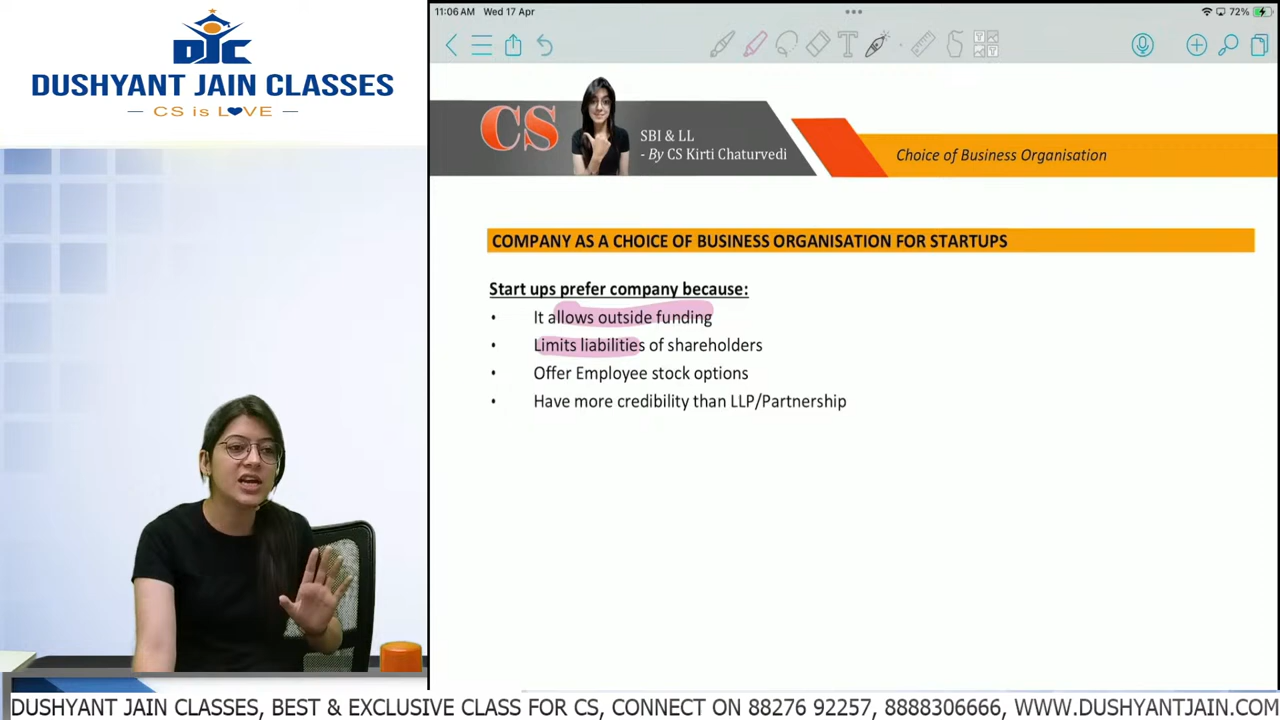 DJC
DUSHYANT JAIN CLASSES
CS is LOVE
11:06 AM Wed 17 Apr
72%
CS
SBI & LL
- By CS Kirti Chaturvedi
Choice of Business Organisation
COMPANY AS A CHOICE OF BUSINESS ORGANISATION FOR STARTUPS
Start ups prefer company because:
• It allows outside funding
• Limits liabilities of shareholders
• Offer Employee stock options
• Have more credibility than LLP/Partnership
DUSHYANT JAIN CLASSES, BEST & EXCLUSIVE CLASS FOR CS, CONNECT ON 88276 92257, 8888306666, WWW.DUSHYANTJAIN.COM